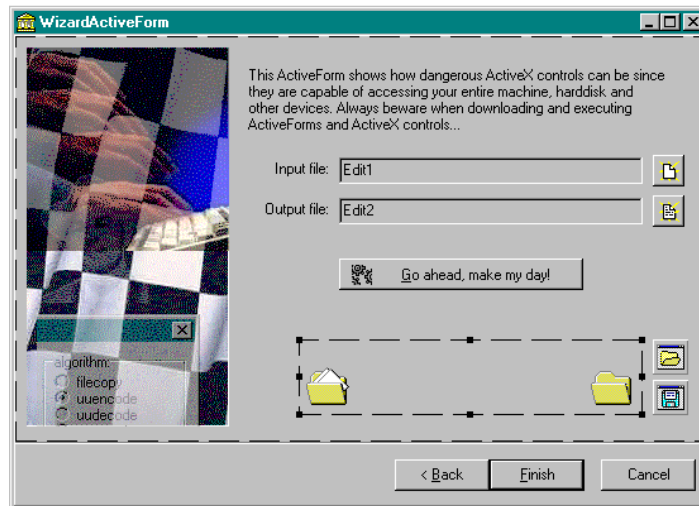 WizardActiveForm
This ActiveForm shows how dangerous ActiveX controls can be since
they are capable of accessing your entire machine, harddisk and
other devices. Always beware when downloading and executing
ActiveForms and ActiveX controls...
Input file: Edit1
Output file: Edit2
Go ahead, make my day!
algorithm:
filecopy
uuencode
uudecode
< Back Finish Cancel